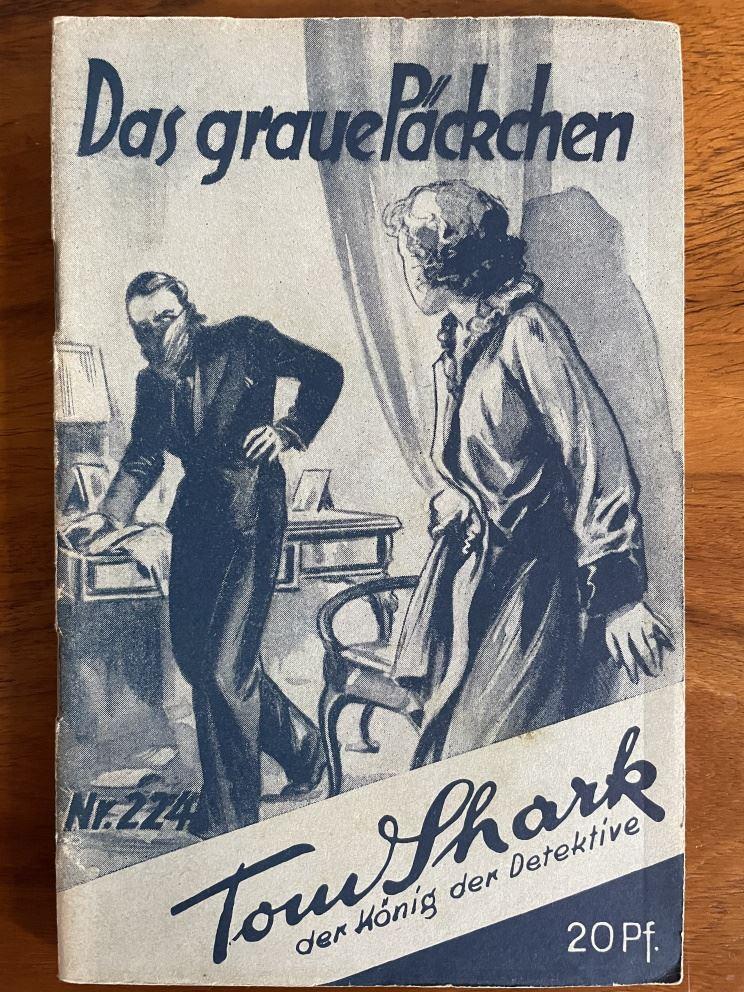 Das graue Päckchen
Nr. 224
Tom Shark
der König der Detektive
20 Pf.